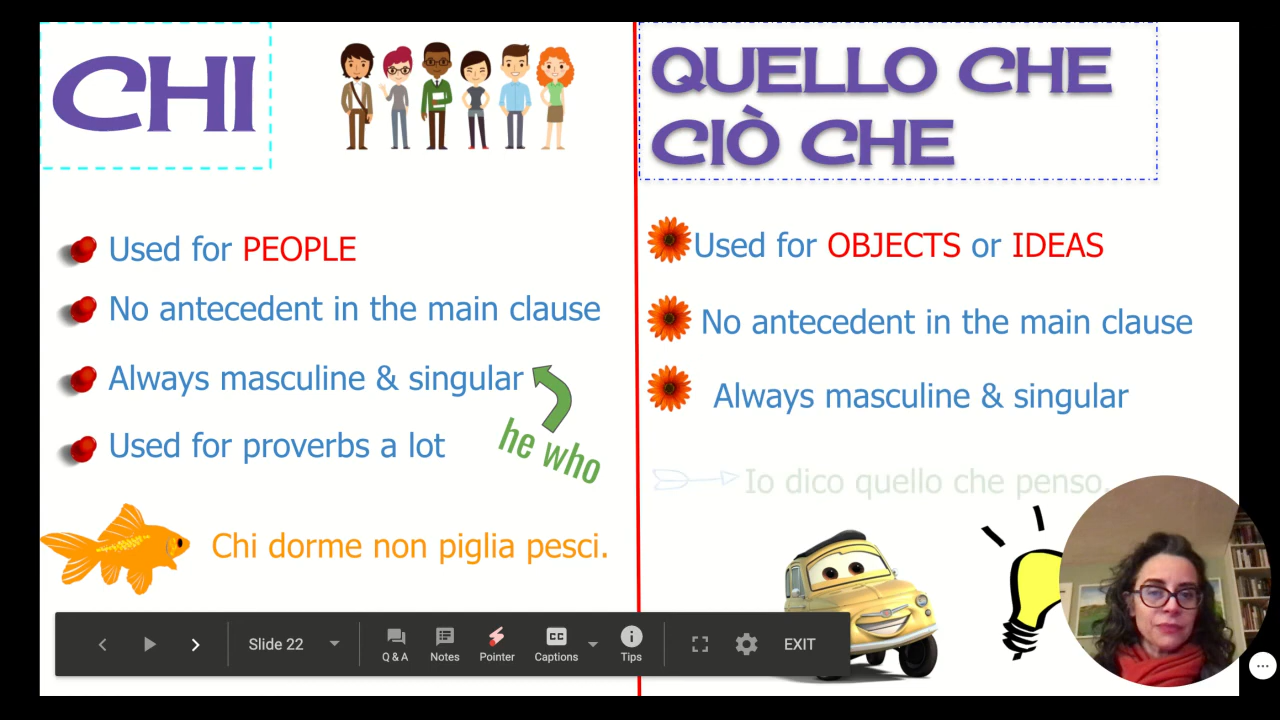 CHI
Used for PEOPLE
No antecedent in the main clause
Always masculine & singular
he who
Used for proverbs a lot
Chi dorme non piglia pesci.
QUELLO CHE
CIÒ CHE
Used for OBJECTS or IDEAS
No antecedent in the main clause
Always masculine & singular
Io dico quello che penso.
Slide 22
Q & A
Notes
Pointer
CC
Captions
Tips
EXIT